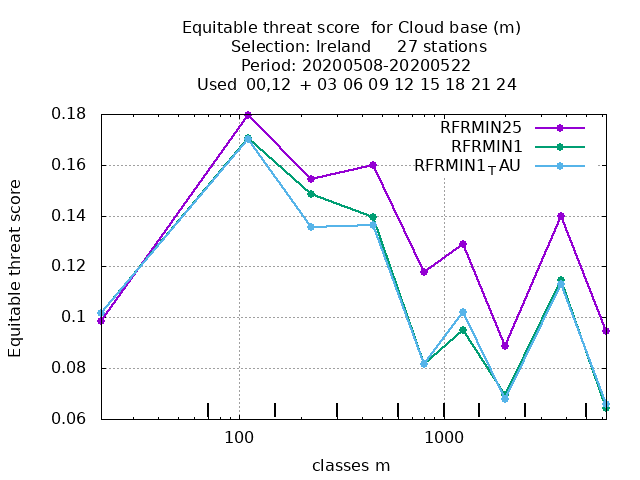 Equitable threat score  for Cloud base (m)
Selection: Ireland     27 stations
Period: 20200508-20200522
Used  00,12  + 03 06 09 12 15 18 21 24
0.18
0.16
0.14
0.12
0.1
0.08
0.06
Equitable threat score
RFRMIN25
RFRMIN1
RFRMIN1TAU
100
1000
classes m